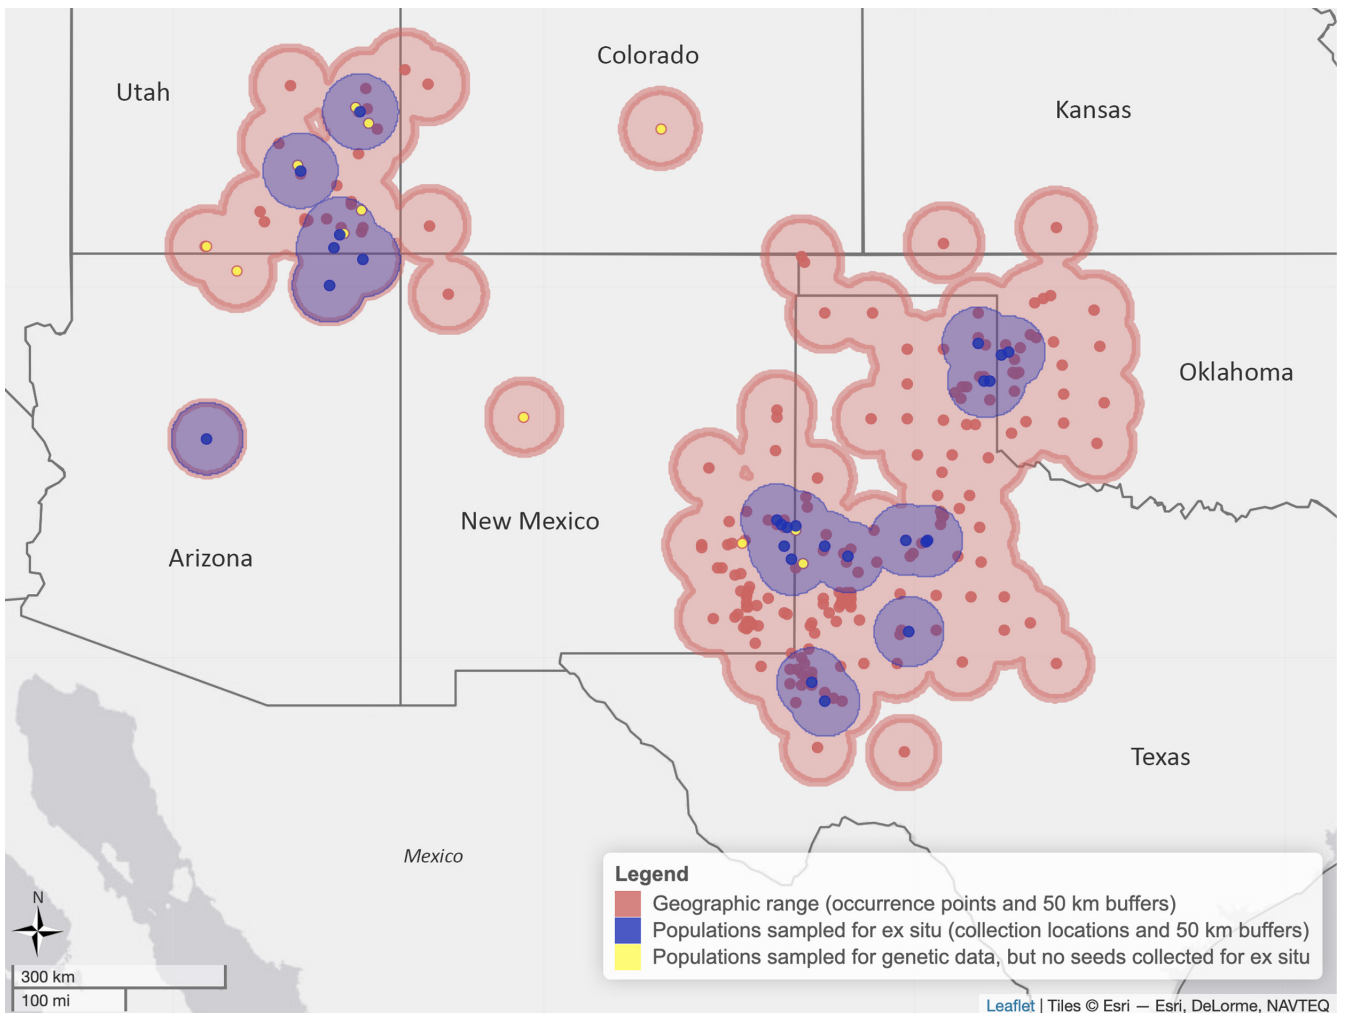 Colorado
Utah
Kansas
Oklahoma
New Mexico
Arizona
Texas
Mexico
Legend
Geographic range (occurrence points and 50 km buffers)
Populations sampled for ex situ (collection locations and 50 km buffers)
Populations sampled for genetic data, but no seeds collected for ex situ
N
300 km
100 mi
Leaflet | Tiles © Esri — Esri, DeLorme, NAVTEQ